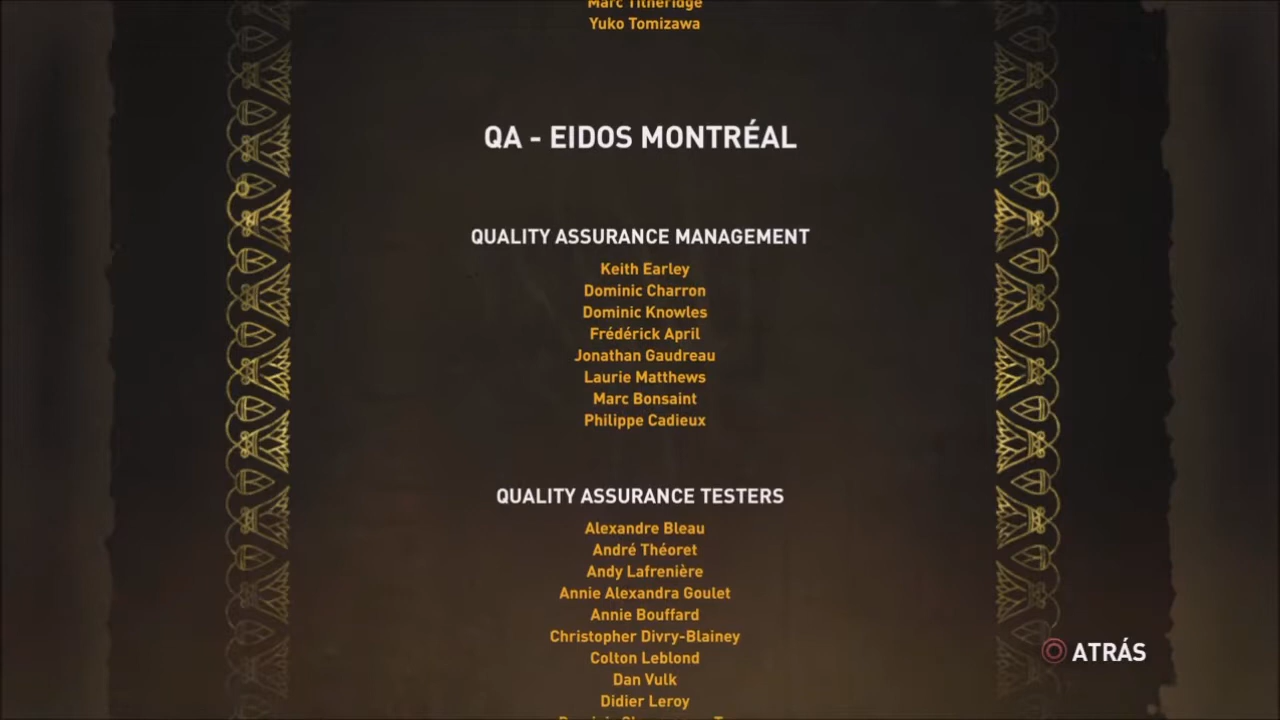 Marc Titheridge
Yuko Tomizawa
QA - EIDOS MONTRÉAL
QUALITY ASSURANCE MANAGEMENT
Keith Earley
Dominic Charron
Dominic Knowles
Frédérick April
Jonathan Gaudreau
Laurie Matthews
Marc Bonsaint
Philippe Cadieux
QUALITY ASSURANCE TESTERS
Alexandre Bleau
André Théoret
Andy Lafrenière
Annie Alexandra Goulet
Annie Bouffard
Christopher Divry-Blainey
Colton Leblond
Dan Vulk
Didier Leroy
ATRÁS